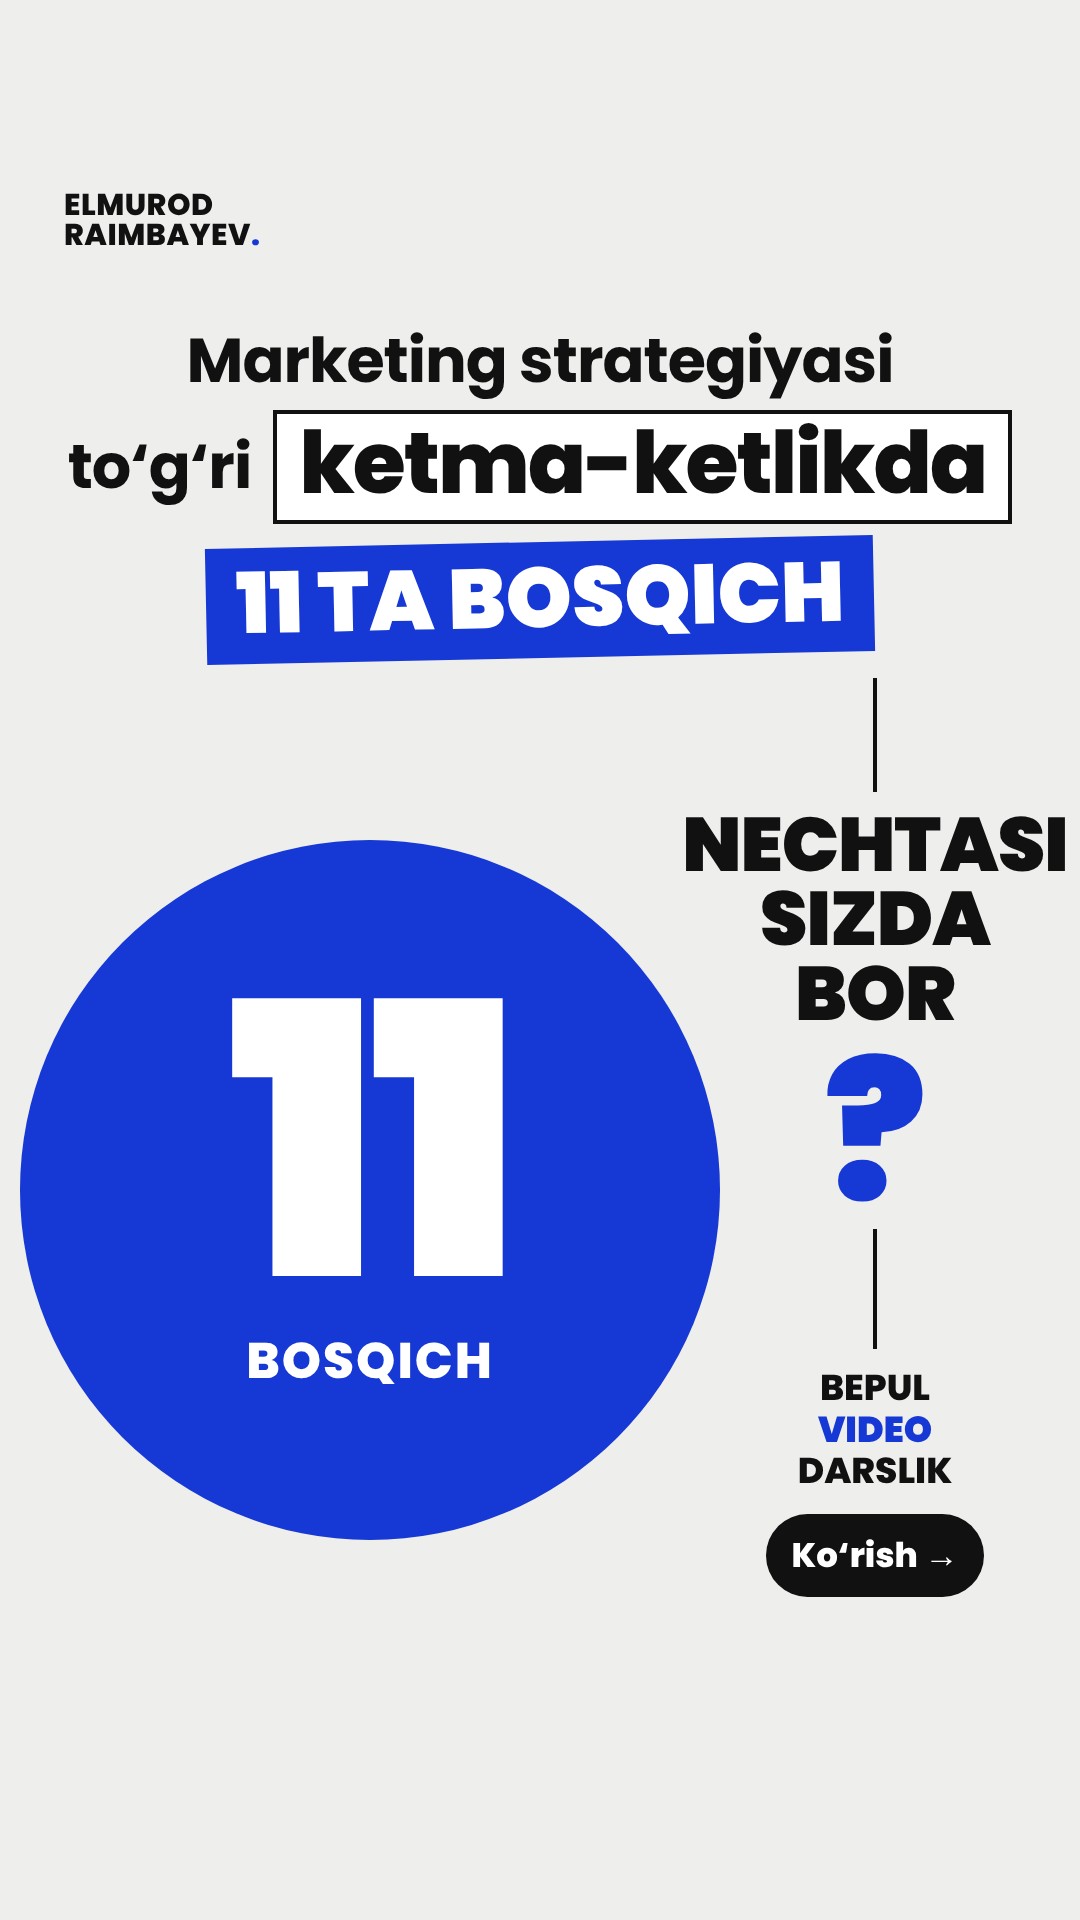 ELMUROD
RAIMBAYEV.
Marketing strategiyasi
to‘g‘ri ketma-ketlikda
11 TA BOSQICH
NECHTASI
SIZDA
BOR
?
11
BOSQICH
BEPUL
VIDEO
DARSLIK
Ko‘rish →